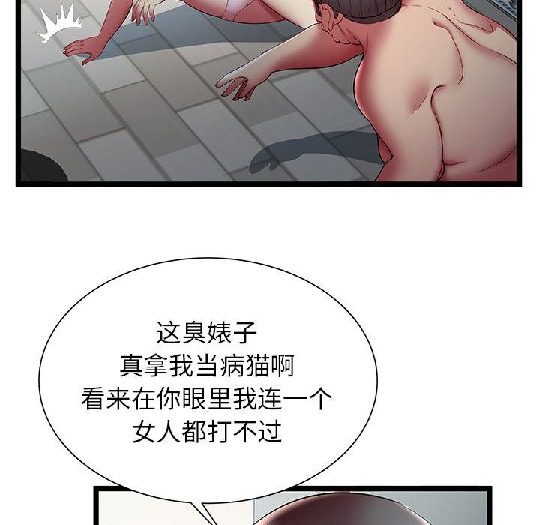 这臭婊子
真拿我当病猫啊
看来在你眼里我连一个
女人都打不过